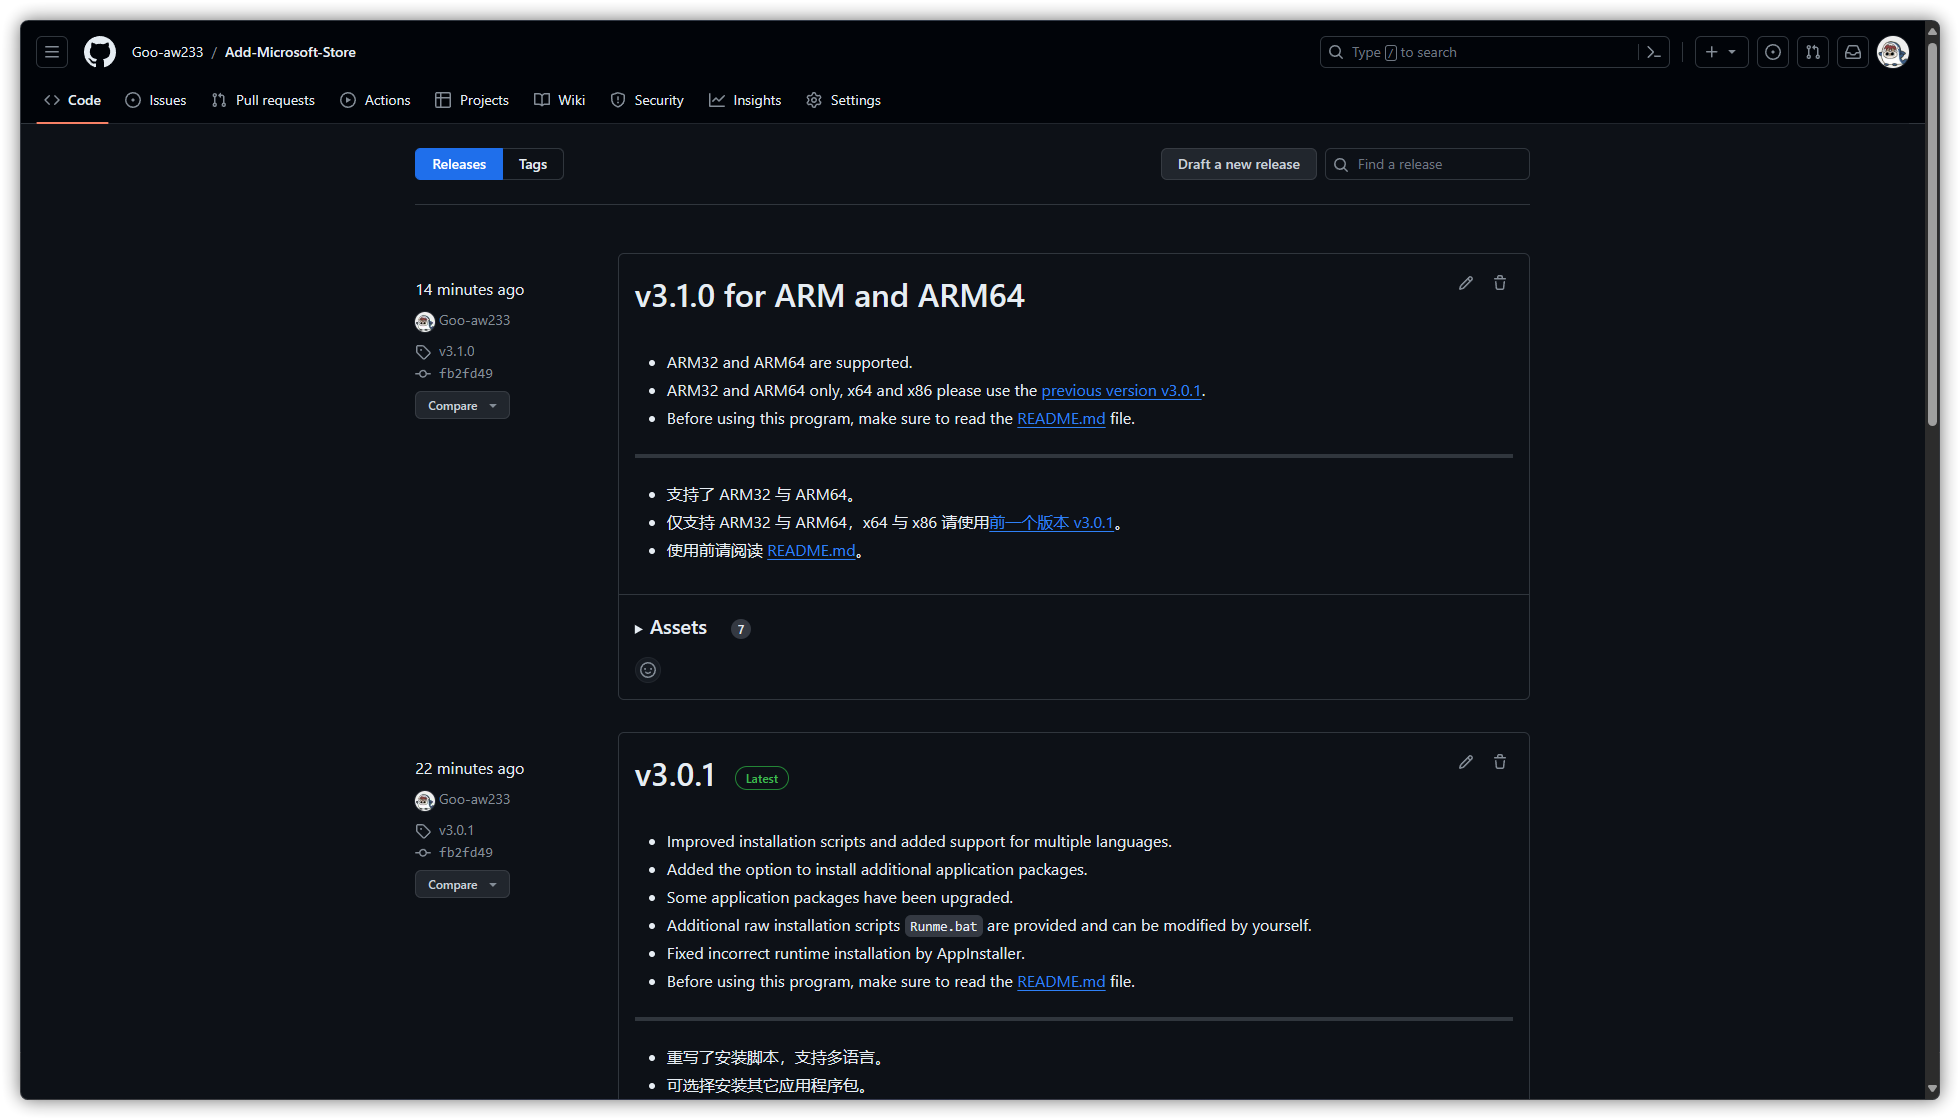 Goo-aw233 / Add-Microsoft-Store
Type / to search
Code Issues Pull requests Actions Projects Wiki Security Insights Settings
Releases Tags
Draft a new release
Find a release
14 minutes ago
Goo-aw233
v3.1.0
fb2fd49
Compare
v3.1.0 for ARM and ARM64
ARM32 and ARM64 are supported.
ARM32 and ARM64 only, x64 and x86 please use the previous version v3.0.1.
Before using this program, make sure to read the README.md file.
支持了 ARM32 与 ARM64。
仅支持 ARM32 与 ARM64，x64 与 x86 请使用前一个版本 v3.0.1。
使用前请阅读 README.md。
Assets 7
22 minutes ago
Goo-aw233
v3.0.1
fb2fd49
Compare
v3.0.1 Latest
Improved installation scripts and added support for multiple languages.
Added the option to install additional application packages.
Some application packages have been upgraded.
Additional raw installation scripts Runme.bat are provided and can be modified by yourself.
Fixed incorrect runtime installation by AppInstaller.
Before using this program, make sure to read the README.md file.
重写了安装脚本，支持多语言。
可选择安装其它应用程序包。